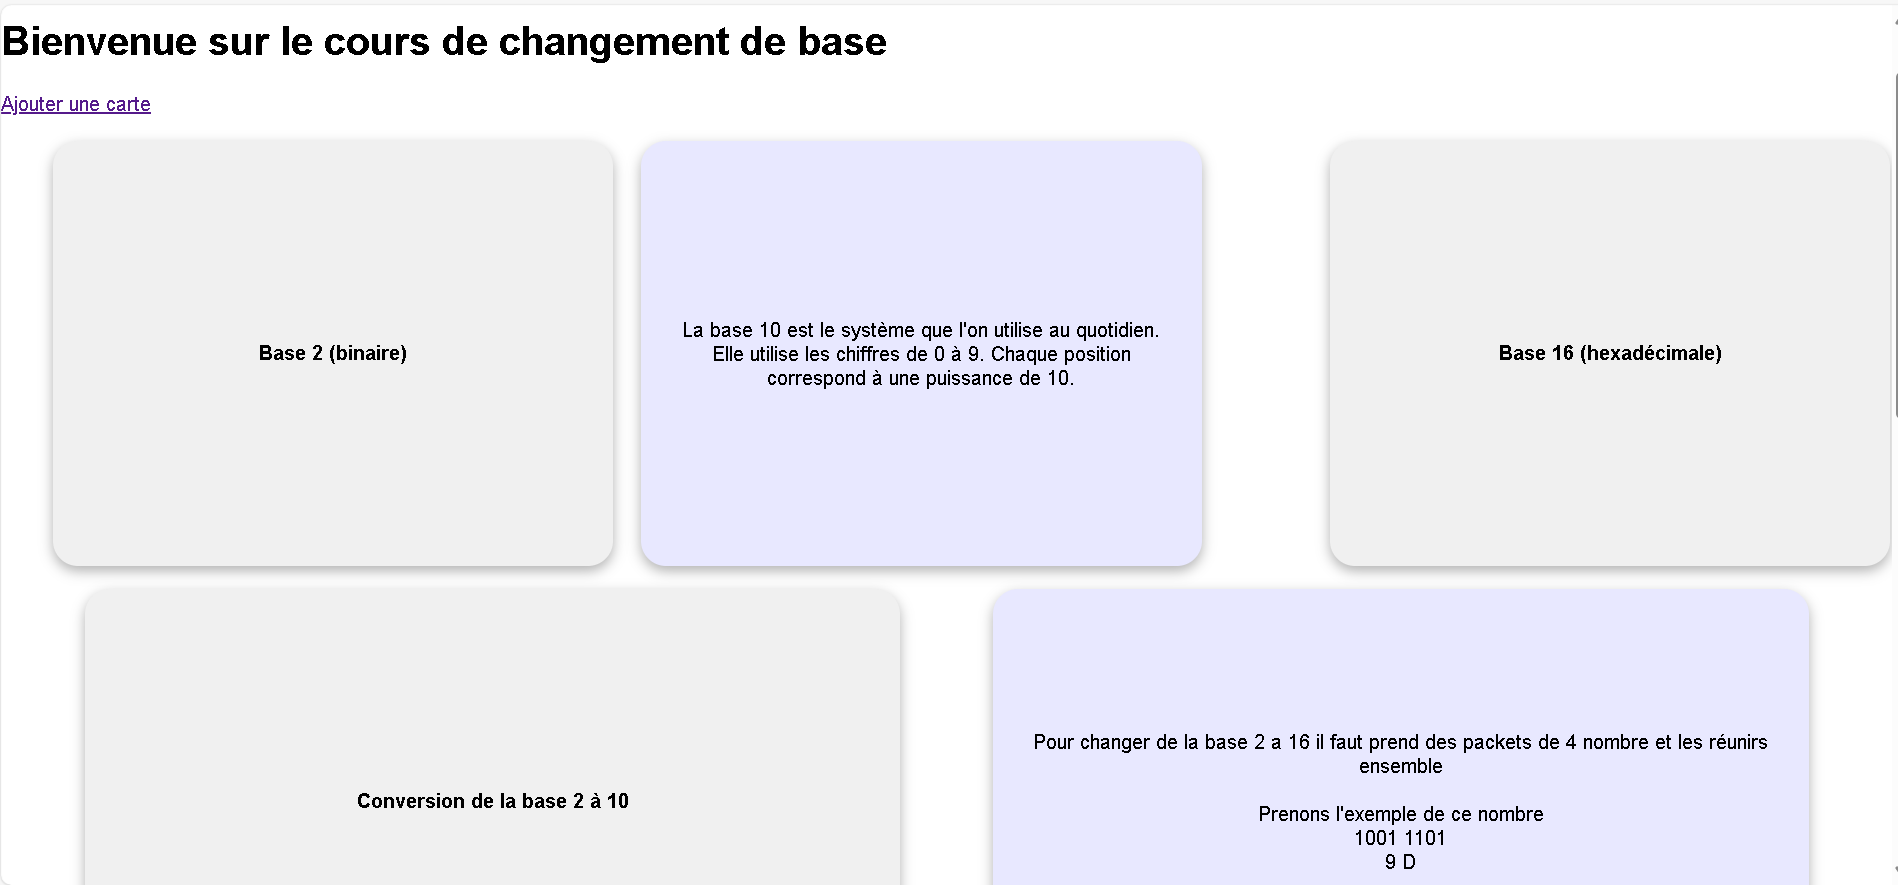 Bienvenue sur le cours de changement de base
Ajouter une carte
Base 2 (binaire)
La base 10 est le système que l'on utilise au quotidien.
Elle utilise les chiffres de 0 à 9. Chaque position
correspond à une puissance de 10.
Base 16 (hexadécimale)
Conversion de la base 2 à 10
Pour changer de la base 2 a 16 il faut prend des packets de 4 nombre et les réunirs
ensemble
Prenons l'exemple de ce nombre
1001 1101
9 D